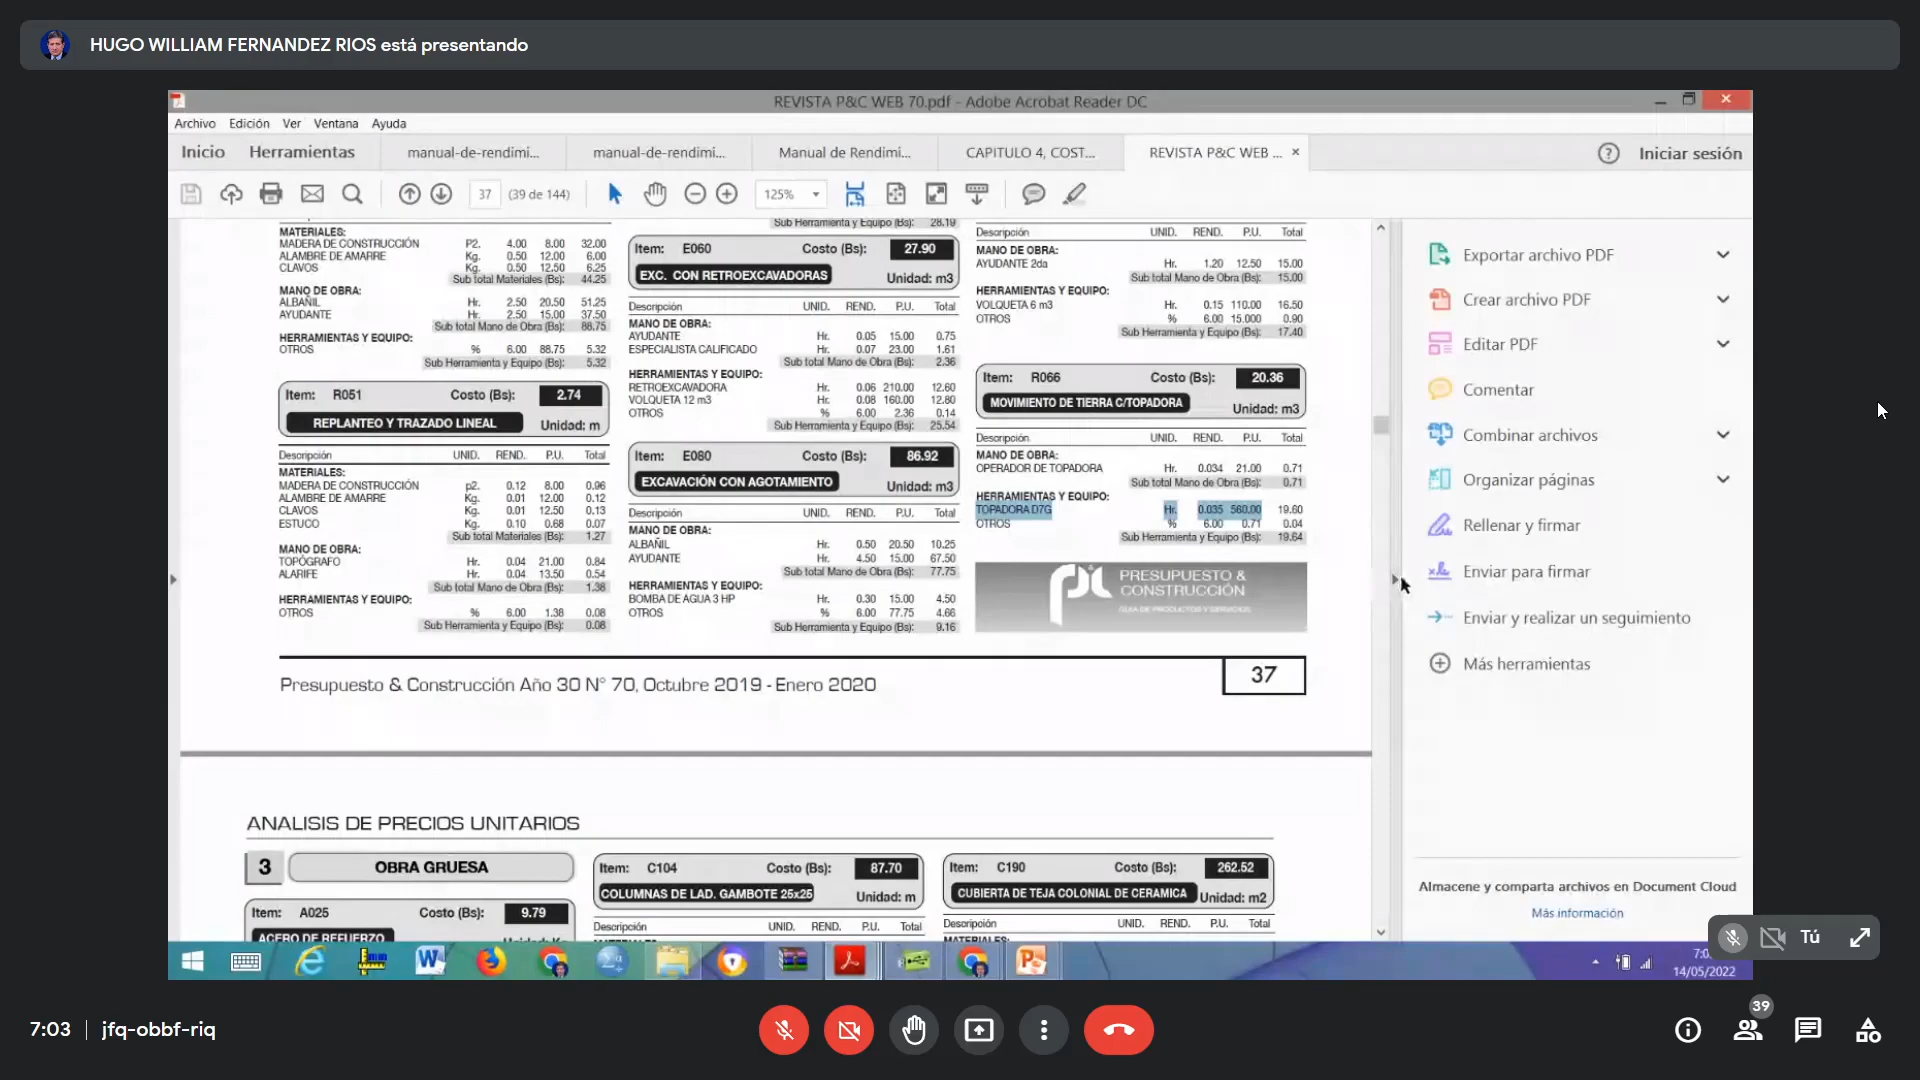 HUGO WILLIAM FERNANDEZ RIOS está presentando
REVISTA P&C WEB 70.pdf - Adobe Acrobat Reader DC
Archivo Edición Ver Ventana Ayuda
Inicio Herramientas manual-de-rendimi... manual-de-rendimi... Manual de Rendimi... CAPITULO 4, COST... REVISTA P&C WEB ... × Iniciar sesión
37 (39 de 144) 125%
MATERIALES:
MADERA DE CONSTRUCCIÓN P2. 4.00 8.00 32.00
ALAMBRE DE AMARRE Kg. 0.50 12.00 6.00
CLAVOS Kg. 0.50 12.50 6.25
Sub total Materiales (Bs): 44.25
MANO DE OBRA:
ALBAÑIL Hr. 2.50 20.50 51.25
AYUDANTE Hr. 2.50 15.00 37.50
Sub total Mano de Obra (Bs): 88.75
HERRAMIENTAS Y EQUIPO:
OTROS % 6.00 88.75 5.32
Sub Herramienta y Equipo (Bs): 5.32
Item: R051 Costo (Bs): 2.74
REPLANTEO Y TRAZADO LINEAL Unidad: m
Descripción UNID. REND. P.U. Total
MATERIALES:
MADERA DE CONSTRUCCIÓN p2. 0.12 8.00 0.96
ALAMBRE DE AMARRE Kg. 0.01 12.00 0.12
CLAVOS Kg. 0.01 12.50 0.13
ESTUCO Kg. 0.10 0.68 0.07
Sub total Materiales (Bs): 1.27
MANO DE OBRA:
TOPÓGRAFO Hr. 0.04 21.00 0.84
ALARIFE Hr. 0.04 13.50 0.54
Sub total Mano de Obra (Bs): 1.38
HERRAMIENTAS Y EQUIPO:
OTROS % 6.00 1.38 0.08
Sub Herramienta y Equipo (Bs): 0.08
Sub Herramienta y Equipo (Bs): 28.19
Item: E060 Costo (Bs): 27.90
EXC. CON RETROEXCAVADORAS Unidad: m3
Descripción UNID. REND. P.U. Total
MANO DE OBRA:
AYUDANTE Hr. 0.05 15.00 0.75
ESPECIALISTA CALIFICADO Hr. 0.07 23.00 1.61
Sub total Mano de Obra (Bs): 2.36
HERRAMIENTAS Y EQUIPO:
RETROEXCAVADORA Hr. 0.06 210.00 12.60
VOLQUETA 12 m3 Hr. 0.08 160.00 12.80
OTROS % 6.00 2.36 0.14
Sub Herramienta y Equipo (Bs): 25.54
Item: E080 Costo (Bs): 86.92
EXCAVACIÓN CON AGOTAMIENTO Unidad: m3
Descripción UNID. REND. P.U. Total
MANO DE OBRA:
ALBAÑIL Hr. 0.50 20.50 10.25
AYUDANTE Hr. 4.50 15.00 67.50
Sub total Mano de Obra (Bs): 77.75
HERRAMIENTAS Y EQUIPO:
BOMBA DE AGUA 3 HP Hr. 0.30 15.00 4.50
OTROS % 6.00 77.75 4.66
Sub Herramienta y Equipo (Bs): 9.16
Descripción UNID. REND. P.U. Total
MANO DE OBRA:
AYUDANTE 2da Hr. 1.20 12.50 15.00
Sub total Mano de Obra (Bs): 15.00
HERRAMIENTAS Y EQUIPO:
VOLQUETA 6 m3 Hr. 0.15 110.00 16.50
OTROS % 6.00 15.000 0.90
Sub Herramienta y Equipo (Bs): 17.40
Item: R066 Costo (Bs): 20.36
MOVIMIENTO DE TIERRA C/TOPADORA Unidad: m3
Descripción UNID. REND. P.U. Total
MANO DE OBRA:
OPERADOR DE TOPADORA Hr. 0.034 21.00 0.71
Sub total Mano de Obra (Bs): 0.71
HERRAMIENTAS Y EQUIPO:
TOPADORA D7G Hr. 0.035 560.00 19.60
OTROS % 6.00 0.71 0.04
Sub Herramienta y Equipo (Bs): 19.64
PRESUPUESTO &
CONSTRUCCIÓN
GUIA DE PRODUCTOS Y SERVICIOS
Presupuesto & Construcción Año 30 N° 70, Octubre 2019 - Enero 2020 37
ANALISIS DE PRECIOS UNITARIOS
3 OBRA GRUESA
Item: A025 Costo (Bs): 9.79
ACERO DE REFUERZO
Item: C104 Costo (Bs): 87.70
COLUMNAS DE LAD. GAMBOTE 25x25 Unidad: m
Descripción UNID. REND. P.U. Total
MATERIALES:
Item: C190 Costo (Bs): 262.52
CUBIERTA DE TEJA COLONIAL DE CERAMICA Unidad: m2
Descripción UNID. REND. P.U. Total
MATERIALES:
Exportar archivo PDF
Crear archivo PDF
Editar PDF
Comentar
Combinar archivos
Organizar páginas
Rellenar y firmar
Enviar para firmar
Enviar y realizar un seguimiento
Más herramientas
Almacene y comparta archivos en Document Cloud
Más información
Tú
14/05/2022
7:03 | jfq-obbf-riq
39